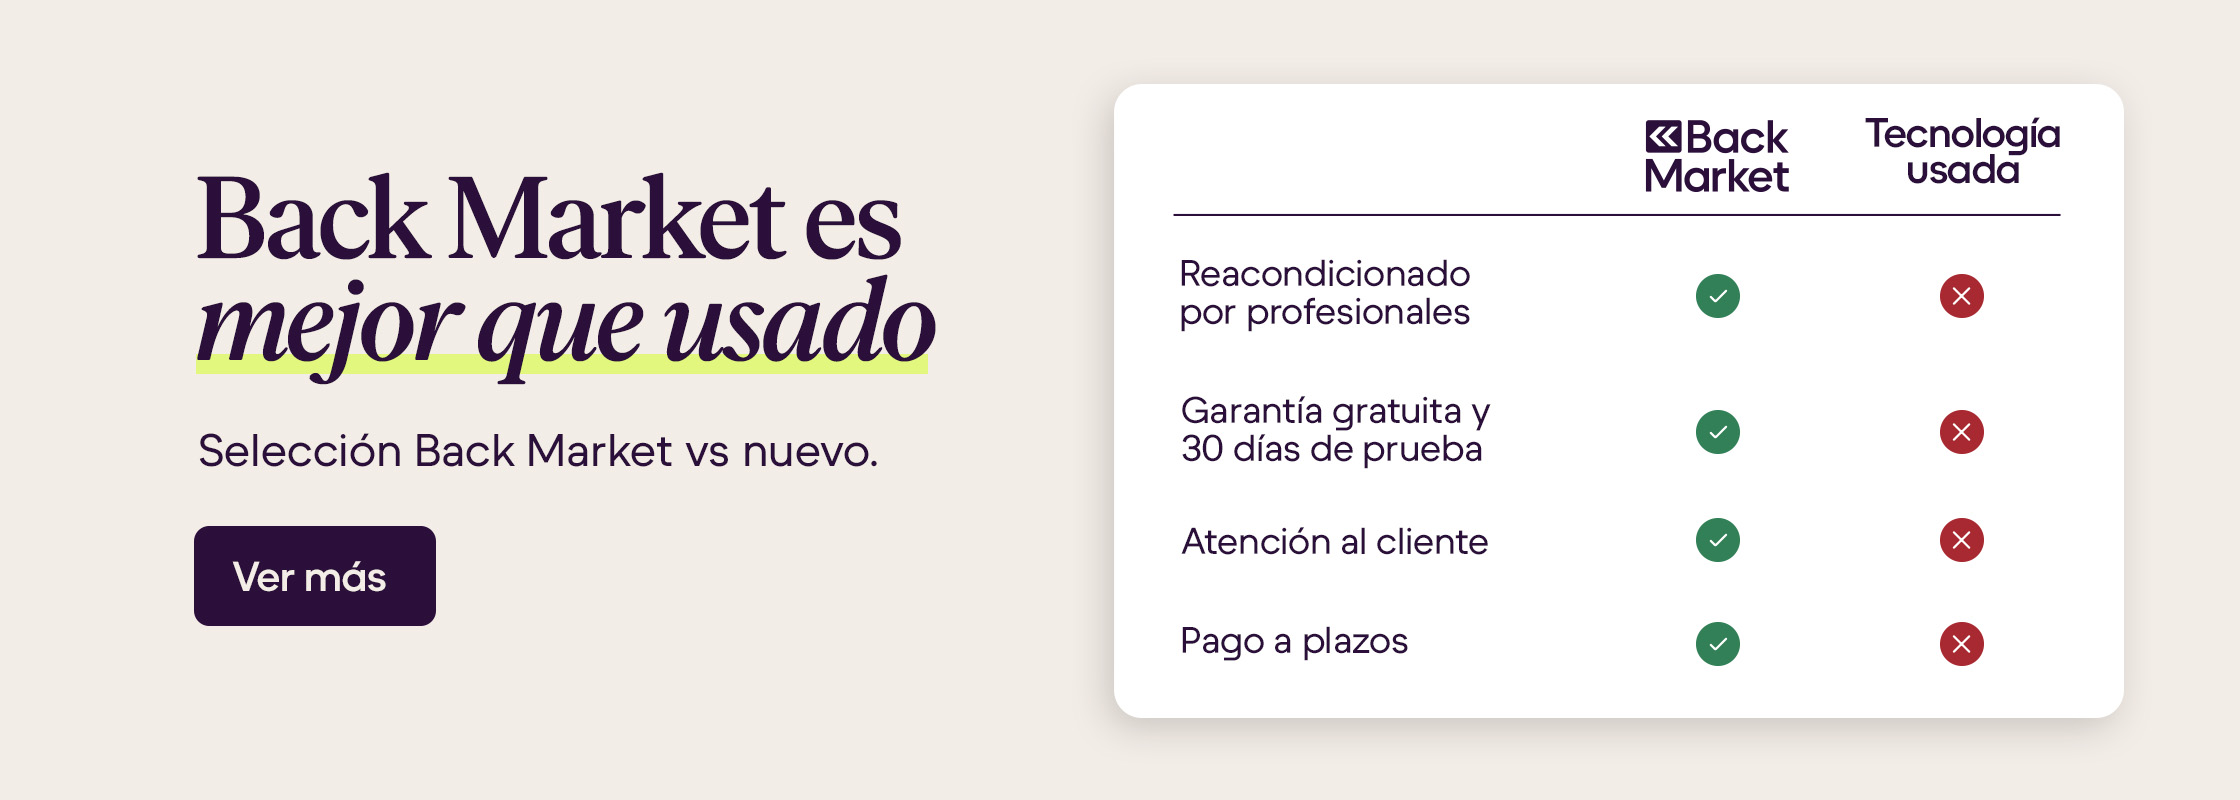 Back Market es
mejor que usado
Selección Back Market vs nuevo.
Ver más
Back
Market
Tecnología
usada
Reacondicionado
por profesionales
Garantía gratuita y
30 días de prueba
Atención al cliente
Pago a plazos